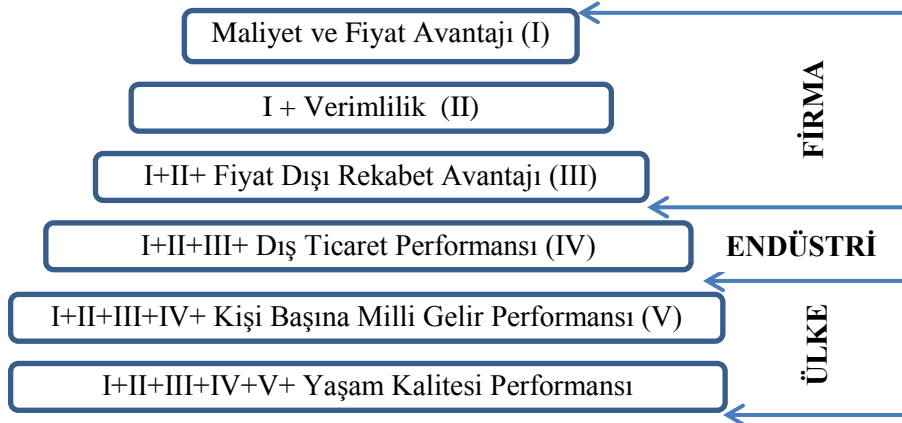 Maliyet ve Fiyat Avantajı (I)
I + Verimlilik (II)
I+II+ Fiyat Dışı Rekabet Avantajı (III)
FİRMA
I+II+III+ Dış Ticaret Performansı (IV)
ENDÜSTRİ
I+II+III+IV+ Kişi Başına Milli Gelir Performansı (V)
I+II+III+IV+V+ Yaşam Kalitesi Performansı
ÜLKE